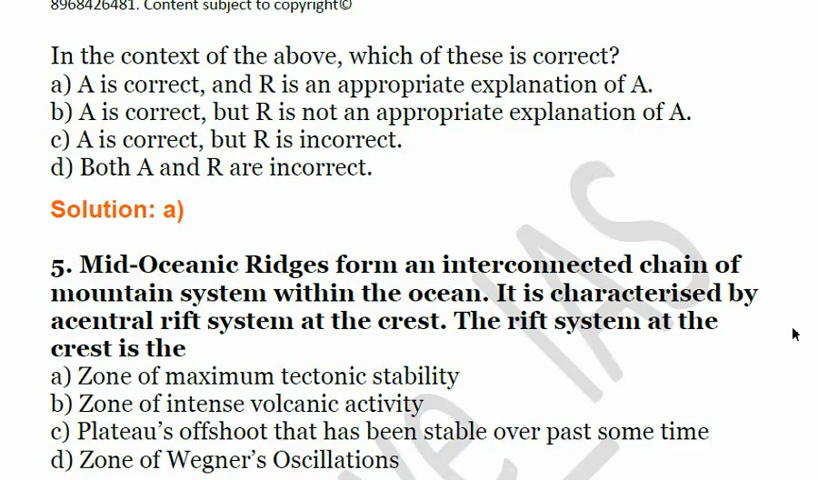 8968426481. Content subject to copyright©
In the context of the above, which of these is correct?
a) A is correct, and R is an appropriate explanation of A.
b) A is correct, but R is not an appropriate explanation of A.
c) A is correct, but R is incorrect.
d) Both A and R are incorrect.
Solution: a)
5. Mid-Oceanic Ridges form an interconnected chain of
mountain system within the ocean. It is characterised by
acentral rift system at the crest. The rift system at the
crest is the
a) Zone of maximum tectonic stability
b) Zone of intense volcanic activity
c) Plateau’s offshoot that has been stable over past some time
d) Zone of Wegner’s Oscillations